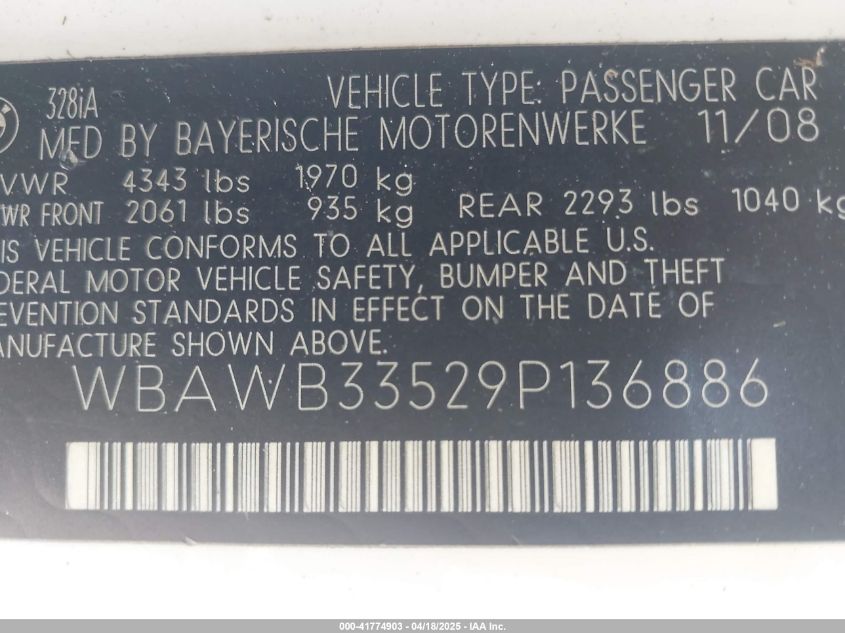 328iA VEHICLE TYPE: PASSENGER CAR
MFD BY BAYERISCHE MOTORENWERKE 11/08
VWR 4343 lbs 1970 kg
WR FRONT 2061 lbs 935 kg REAR 2293 lbs 1040 kg
IS VEHICLE CONFORMS TO ALL APPLICABLE U.S.
DERAL MOTOR VEHICLE SAFETY, BUMPER AND THEFT
EVENTION STANDARDS IN EFFECT ON THE DATE OF
ANUFACTURE SHOWN ABOVE.
WBAWB33529P136886
000-41774903 - 04/18/2025 - IAA Inc.